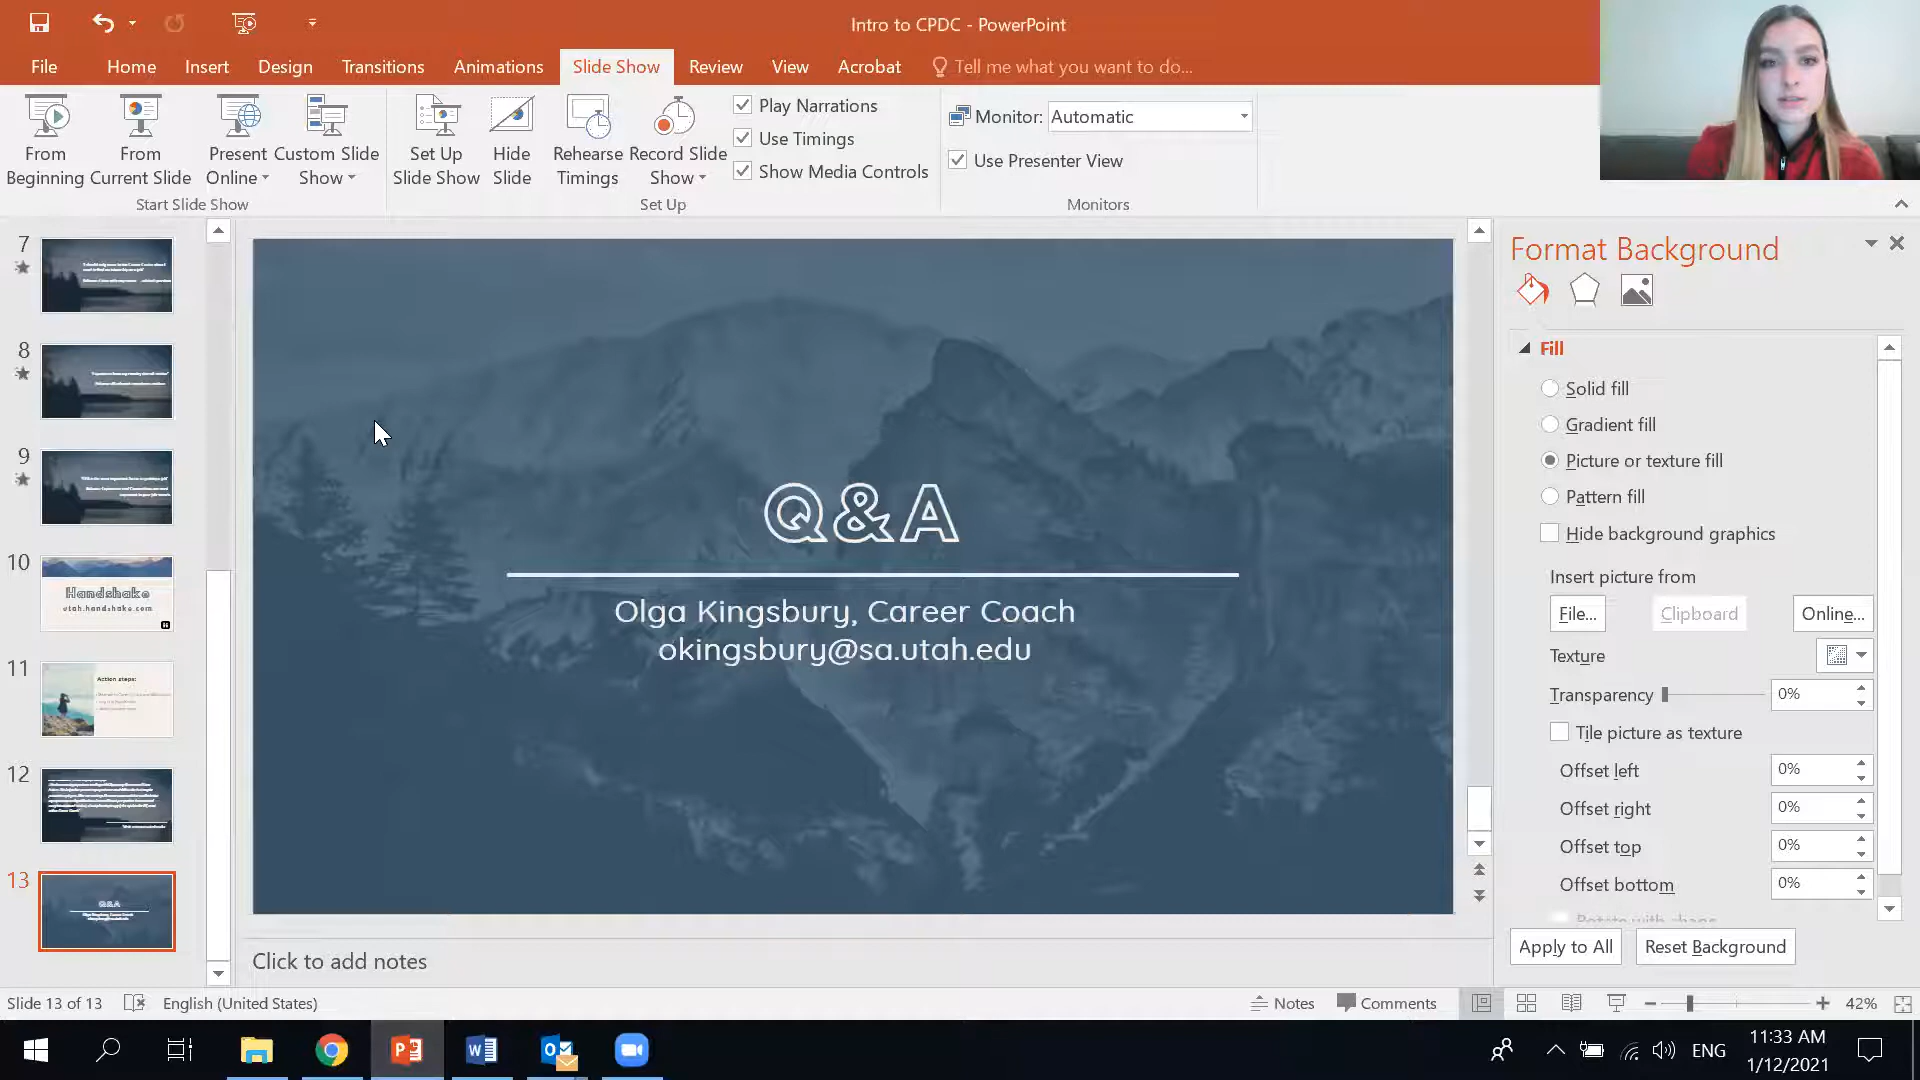 Intro to CPDC - PowerPoint
File Home Insert Design Transitions Animations Slide Show Review View Acrobat Tell me what you want to do...
From Beginning
From Current Slide
Present Online
Custom Slide Show
Start Slide Show
Set Up Slide Show
Hide Slide
Rehearse Timings
Record Slide Show
Play Narrations
Use Timings
Show Media Controls
Set Up
Monitor: Automatic
Use Presenter View
Monitors
7
8
9
10
Handshake
utah.handshake.com
11
Action steps:
12
13
Q&A
Olga Kingsbury, Career Coach
okingsbury@sa.utah.edu
Click to add notes
Format Background
Fill
Solid fill
Gradient fill
Picture or texture fill
Pattern fill
Hide background graphics
Insert picture from
File... Clipboard Online...
Texture
Transparency 0%
Tile picture as texture
Offset left 0%
Offset right 0%
Offset top 0%
Offset bottom 0%
Apply to All Reset Background
Slide 13 of 13 English (United States) Notes Comments 42%
ENG
11:33 AM
1/12/2021